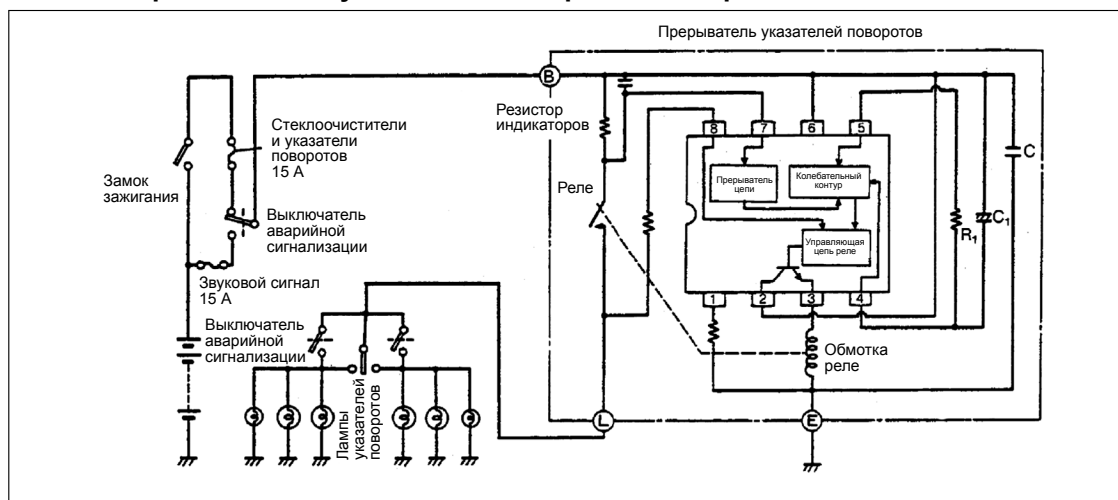 Прерыватель указателей поворотов
B
Стеклоочистители
и указатели
поворотов
15 А
Резистор
индикаторов
8
7
6
5
Замок
зажигания
Реле
Прерыватель
цепи
Колебательный
контур
C
Выключатель
аварийной
сигнализации
Управляющая
цепь реле
R1
C1
Звуковой сигнал
15 А
1
2
3
4
Выключатель
аварийной
сигнализации
Обмотка
реле
Лампы
указателей
поворотов
L
E